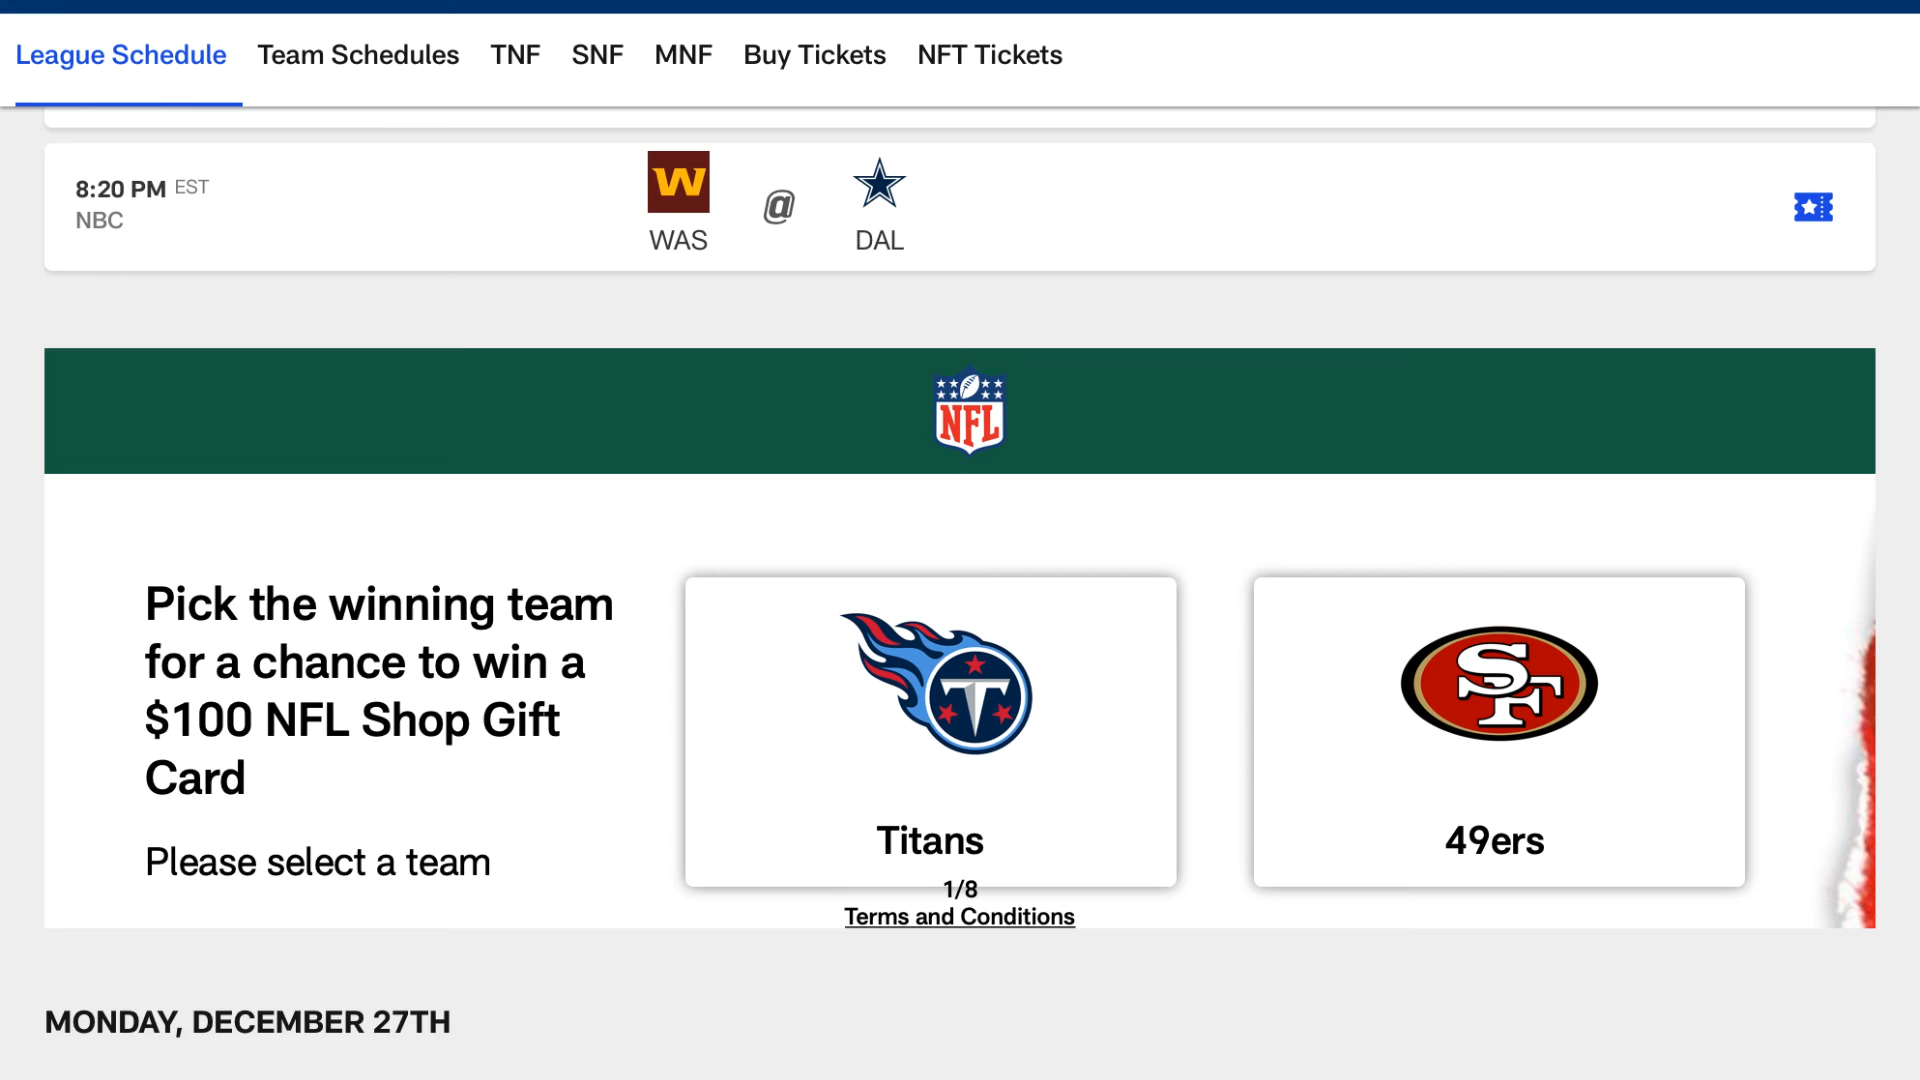 League Schedule Team Schedules TNF SNF MNF Buy Tickets NFT Tickets
8:20 PM EST
NBC
W
@
WAS DAL
NFL
Pick the winning team
for a chance to win a
$100 NFL Shop Gift
Card
Please select a team
T
Titans
SF
49ers
1/8
Terms and Conditions
MONDAY, DECEMBER 27TH